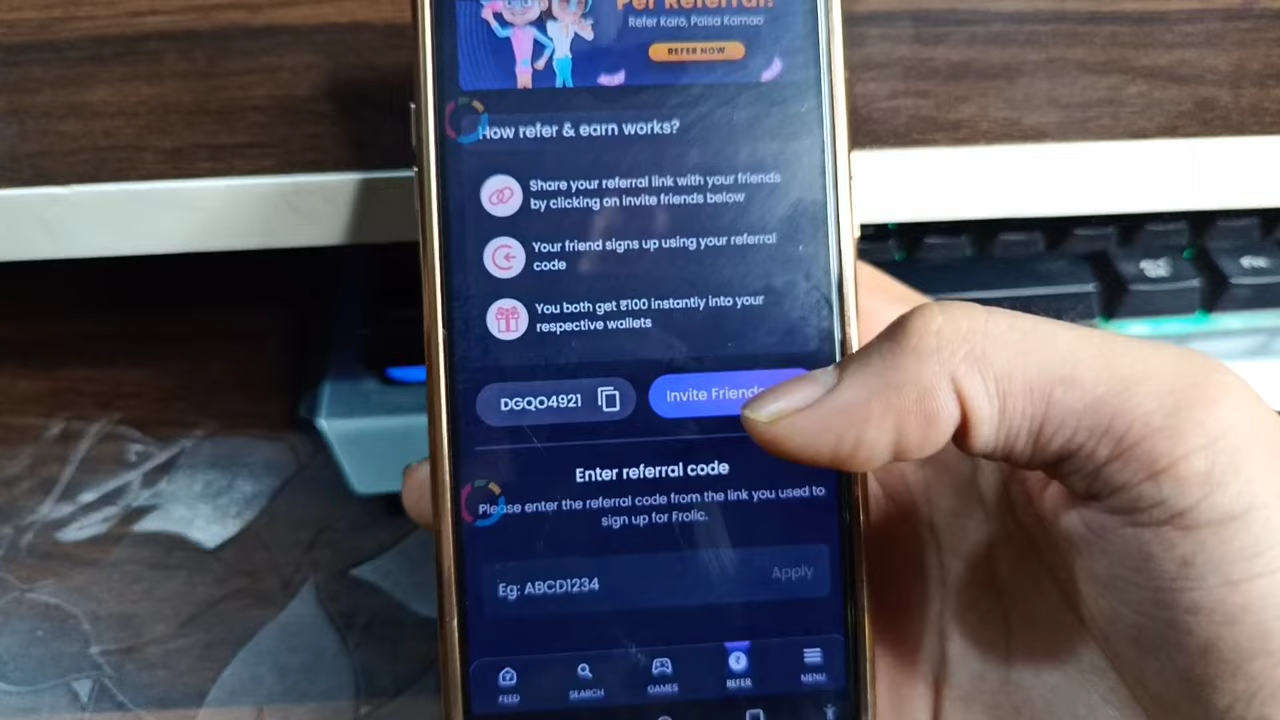 Per Referral!
Refer Karo, Paisa Kamao
REFER NOW
How refer & earn works?
Share your referral link with your friends
by clicking on invite friends below
Your friend signs up using your referral
code
You both get ₹100 instantly into your
respective wallets
DGQO4921
Invite Friends
Enter referral code
Please enter the referral code from the link you used to
sign up for Frolic.
Eg: ABCD1234
Apply
FEED
SEARCH
GAMES
REFER
MENU